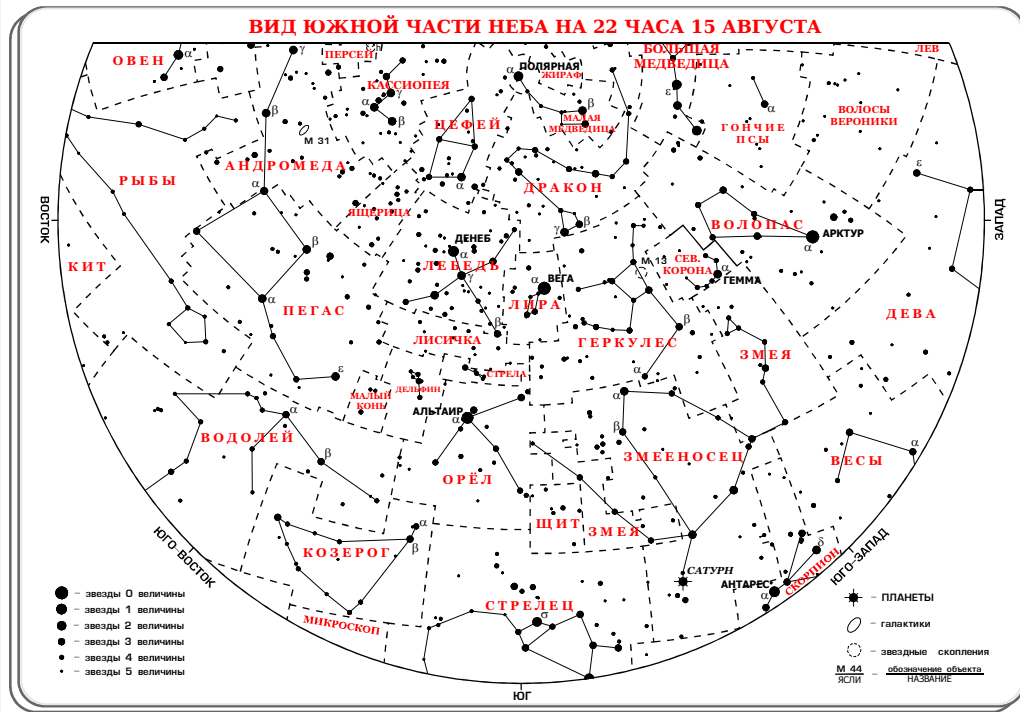 ВИД ЮЖНОЙ ЧАСТИ НЕБА НА 22 ЧАСА 15 АВГУСТА
ОВЕН
α
γ
ПЕРСЕЙ
КАССИОПЕЯ
α
γ
β
β
ПОЛЯРНАЯ
α
ЖИРАФ
β
МАЛАЯ
МЕДВЕДИЦА
БОЛЬШАЯ
МЕДВЕДИЦА
ε
ЛЕВ
α
ГОНЧИЕ
ПСЫ
ВОЛОСЫ
ВЕРОНИКИ
ЦЕФЕЙ
α
М 31
АНДРОМЕДА
α
РЫБЫ
ДРАКОН
γ
β
ε
ВОСТОК
ЗАПАД
ЯЩЕРИЦА
ДЕНЕБ
α
ЛЕБЕДЬ
γ
β
ВОЛОПАС
АРКТУР
α
М 13
СЕВ.
КОРОНА
α
ГЕММА
КИТ
β
α
ПЕГАС
ε
ВЕГА
α
ЛИРА
ЛИСИЧКА
ГЕРКУЛЕС
β
α
ЗМЕЯ
ДЕВА
СТРЕЛА
ДЕЛЬФИН
МАЛЫЙ
КОНЬ
АЛЬТАИР
α
ОРЁЛ
ВОДОЛЕЙ
α
β
α
β
ЗМЕЕНОСЕЦ
ВЕСЫ
α
ЩИТ
ЗМЕЯ
КОЗЕРОГ
α
β
САТУРН
АНТАРЕС
α
δ
СКОРПИОН
ЮГО-ВОСТОК
ЮГО-ЗАПАД
СТРЕЛЕЦ
σ
МИКРОСКОП
ЮГ
– звезды 0 величины
– звезды 1 величины
– звезды 2 величины
– звезды 3 величины
– звезды 4 величины
– звезды 5 величины
– ПЛАНЕТЫ
– галактики
– звездные скопления
М 44 – обозначение объекта
ЯСЛИ НАЗВАНИЕ